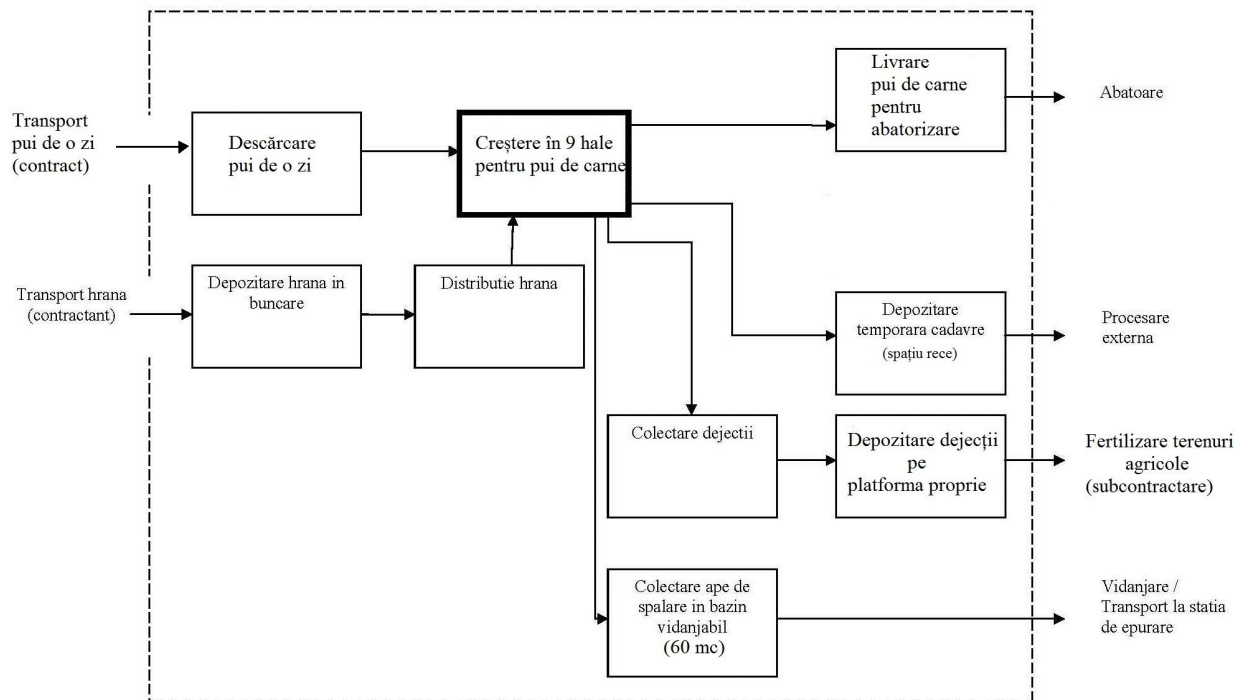 Livrare
pui de carne
pentru
abatorizare
Abatoare
Transport
pui de o zi
(contract)
Descărcare
pui de o zi
Creștere în 9 hale
pentru pui de carne
Transport hrana
(contractant)
Depozitare hrana in
buncare
Distributie hrana
Depozitare
temporara cadavre
(spațiu rece)
Procesare
externa
Colectare dejectii
Depozitare dejecții
pe
platforma proprie
Fertilizare terenuri
agricole
(subcontractare)
Colectare ape de
spalare in bazin
vidanjabil
(60 mc)
Vidanjare /
Transport la statia
de epurare